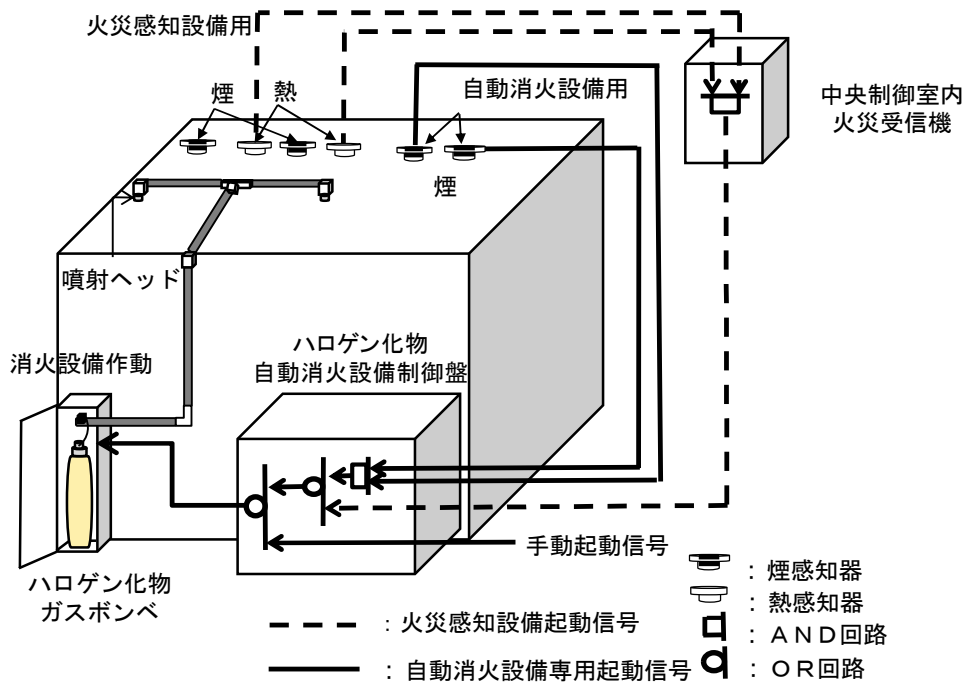 火災感知設備用
煙
熱
自動消火設備用
中央制御室内
火災受信機
煙
噴射ヘッド
消火設備作動
ハロゲン化物
自動消火設備制御盤
手動起動信号
ハロゲン化物
ガスボンベ
：煙感知器
：熱感知器
：火災感知設備起動信号
：ＡＮＤ回路
：自動消火設備専用起動信号
：ＯＲ回路